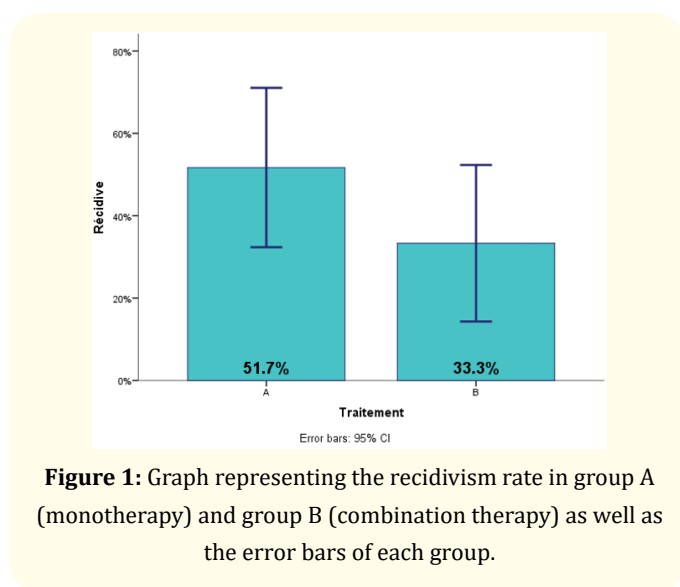 80%
60%
40%
20%
0%
Récidive
51.7%
33.3%
A
B
Traitement
Error bars: 95% CI
Figure 1: Graph representing the recidivism rate in group A
(monotherapy) and group B (combination therapy) as well as
the error bars of each group.